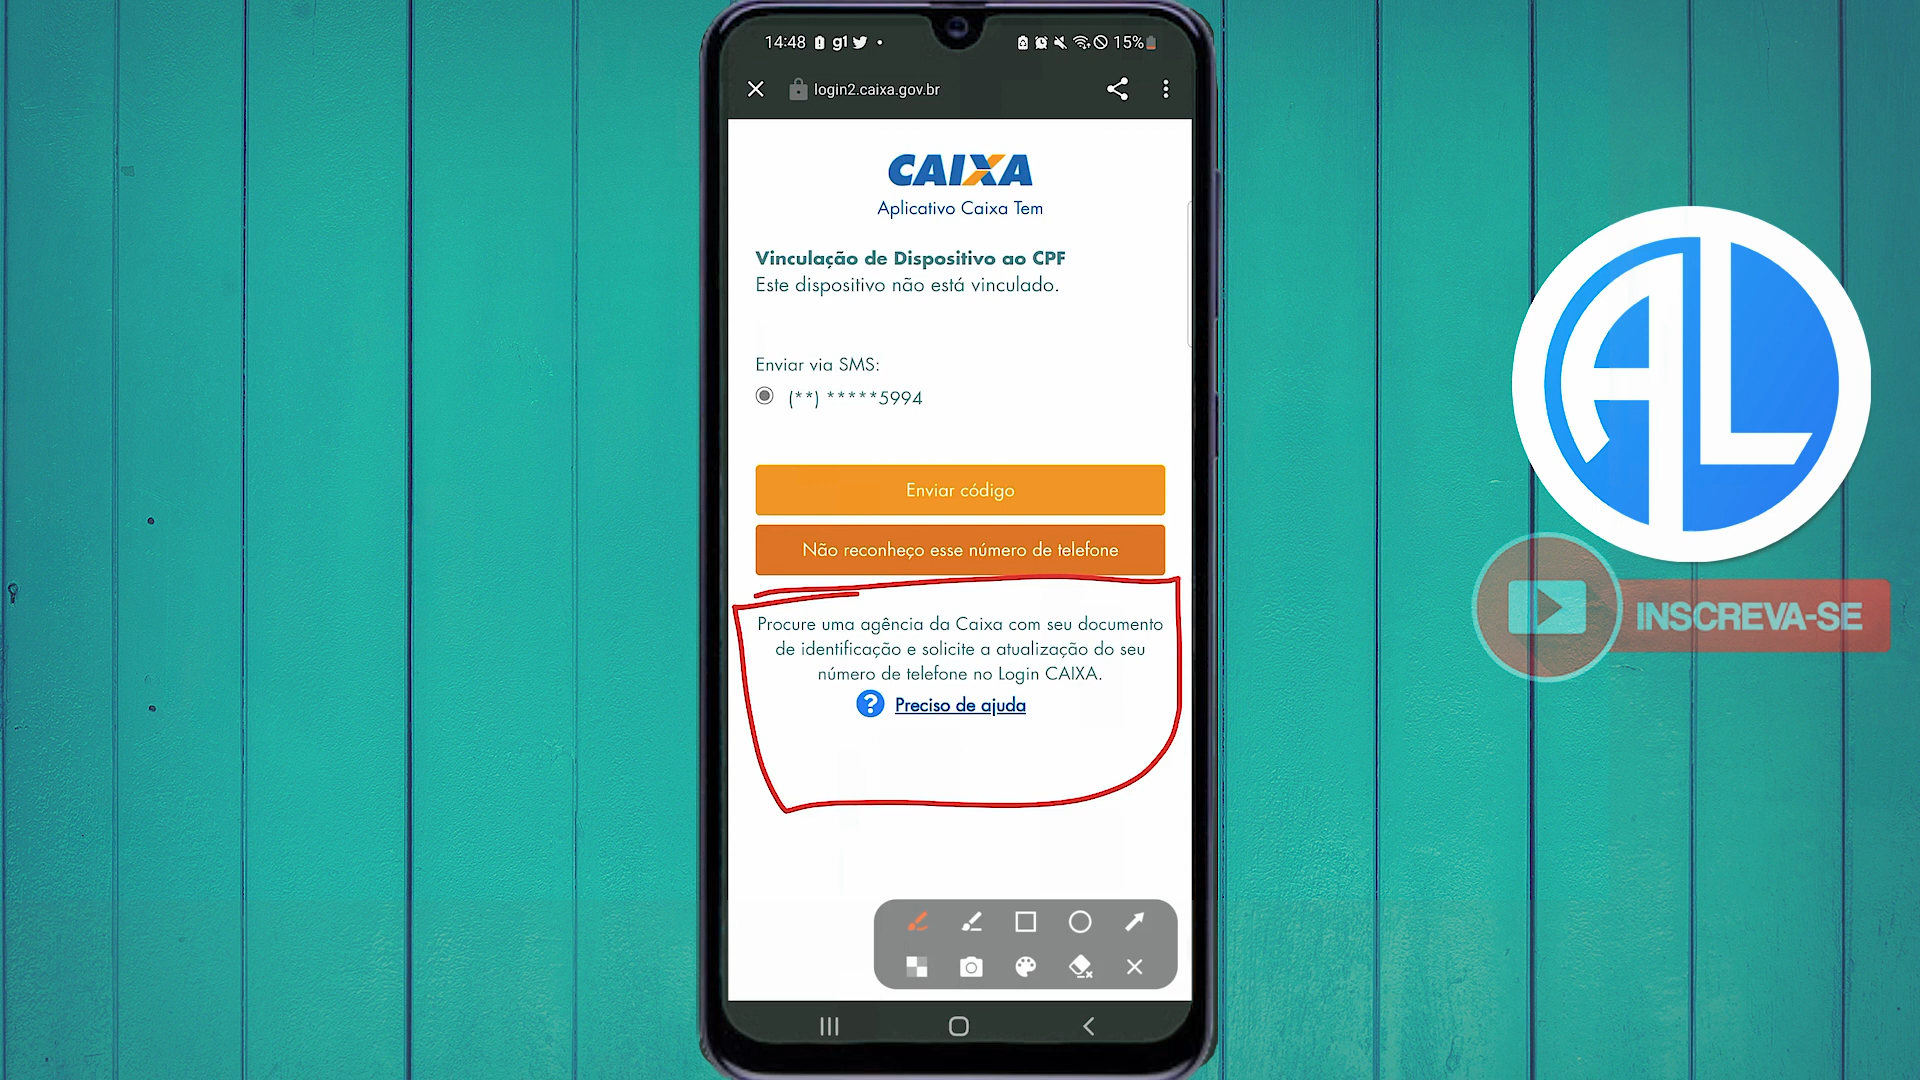 14:48 g1 15%
login2.caixa.gov.br
CAIXA
Aplicativo Caixa Tem
Vinculação de Dispositivo ao CPF
Este dispositivo não está vinculado.
Enviar via SMS:
(**) *****5994
Enviar código
Não reconheço esse número de telefone
Procure uma agência da Caixa com seu documento
de identificação e solicite a atualização do seu
número de telefone no Login CAIXA.
? Preciso de ajuda
AL
INSCREVA-SE